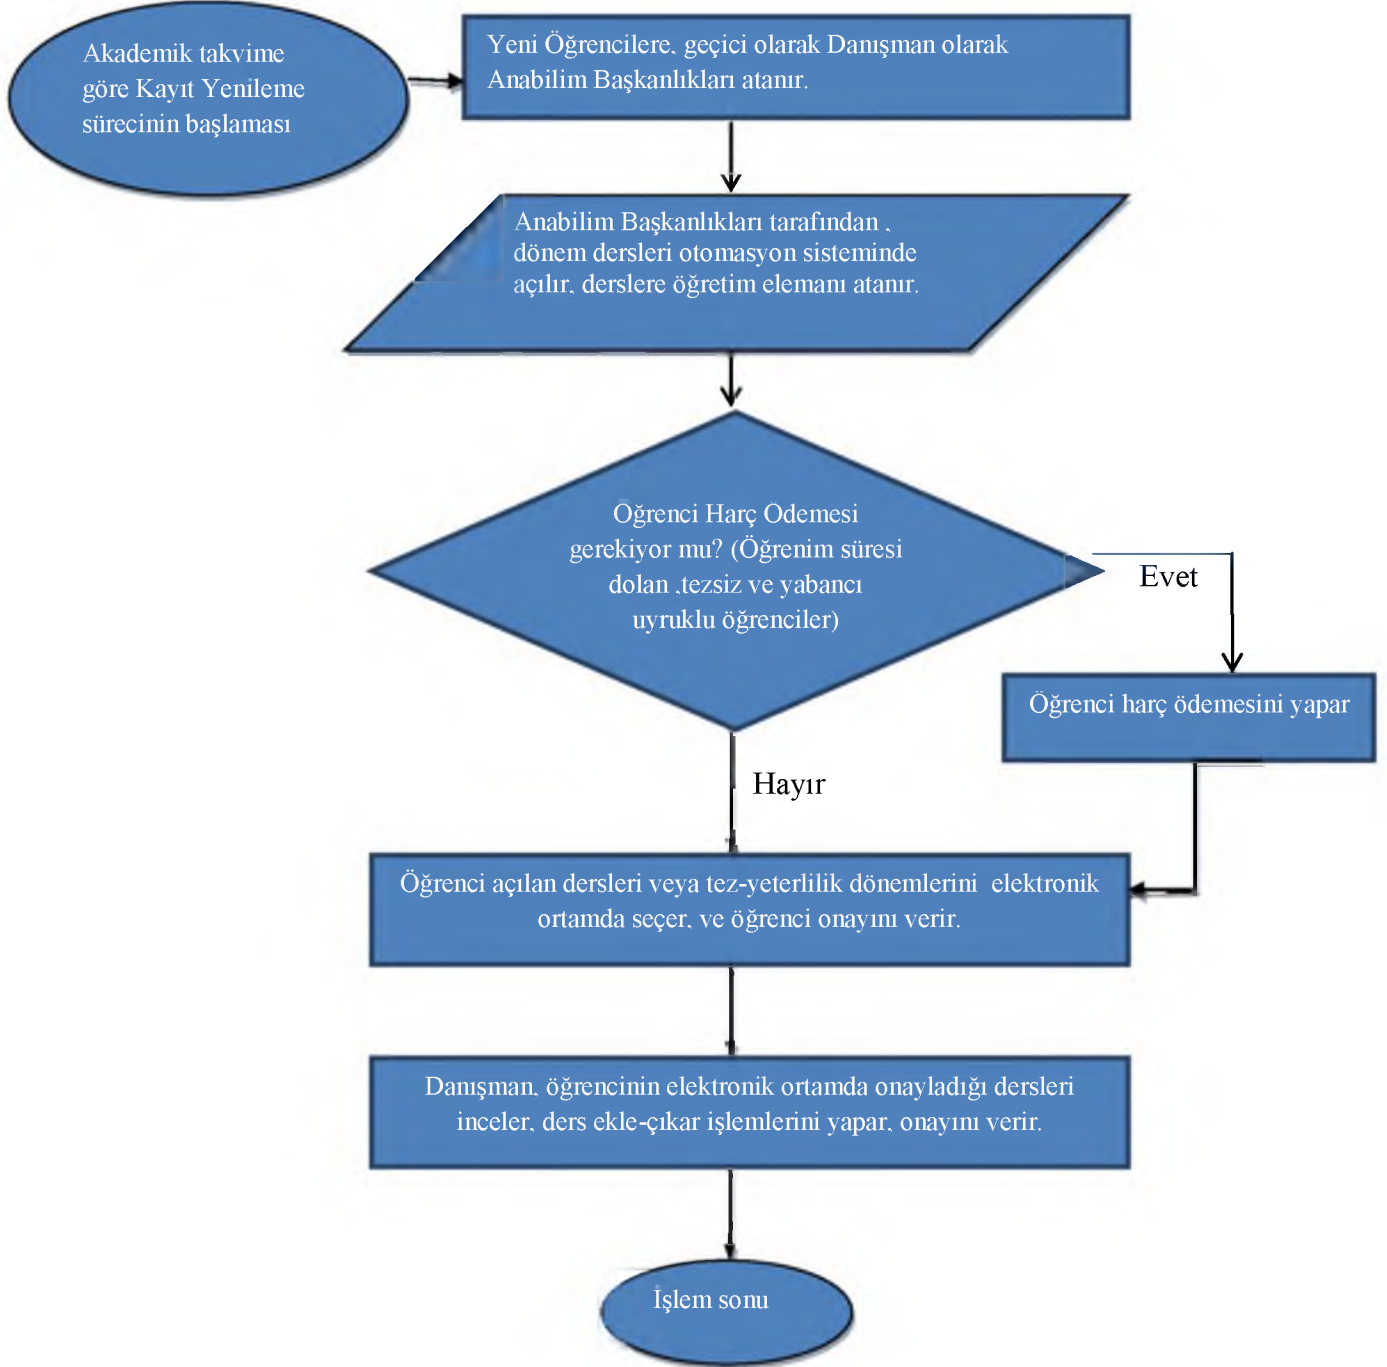 Akademik takvime
göre Kayıt Yenileme
sürecinin başlaması
Yeni Öğrencilere, geçici olarak Danışman olarak
Anabilim Başkanlıkları atanır.
Anabilim Başkanlıkları tarafından ,
dönem dersleri otomasyon sisteminde
açılır, derslere öğretim elemanı atanır.
Öğrenci Harç Ödemesi
gerekiyor mu? (Öğrenim süresi
dolan ,tezsiz ve yabancı
uyruklu öğrenciler)
Evet
Öğrenci harç ödemesini yapar
Hayır
Öğrenci açılan dersleri veya tez-yeterlilik dönemlerini elektronik
ortamda seçer, ve öğrenci onayını verir.
Danışman, öğrencinin elektronik ortamda onayladığı dersleri
inceler, ders ekle-çıkar işlemlerini yapar, onayını verir.
İşlem sonu